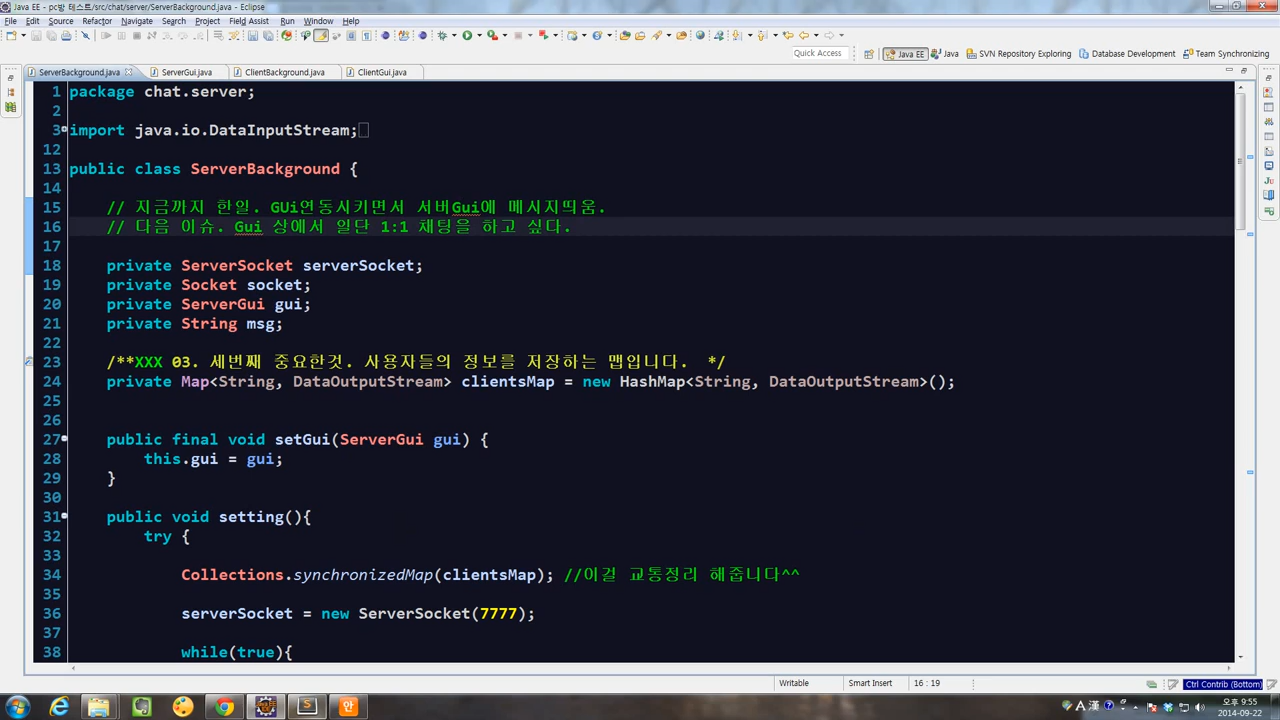 Java EE - pc방 테스트/src/chat/server/ServerBackground.java - Eclipse
File Edit Source Refactor Navigate Search Project Field Assist Run Window Help
Quick Access Java EE Java SVN Repository Exploring Database Development Team Synchronizing
ServerBackground.java ServerGui.java ClientBackground.java ClientGui.java
1 package chat.server;
2
3 import java.io.DataInputStream;
12
13 public class ServerBackground {
14
15 // 지금까지 한일. GUi연동시키면서 서버Gui에 메시지띄움.
16 // 다음 이슈. Gui 상에서 일단 1:1 채팅을 하고 싶다.
17
18 private ServerSocket serverSocket;
19 private Socket socket;
20 private ServerGui gui;
21 private String msg;
22
23 /**XXX 03. 세번째 중요한것. 사용자들의 정보를 저장하는 맵입니다. */
24 private Map<String, DataOutputStream> clientsMap = new HashMap<String, DataOutputStream>();
25
26
27 public final void setGui(ServerGui gui) {
28 this.gui = gui;
29 }
30
31 public void setting(){
32 try {
33
34 Collections.synchronizedMap(clientsMap); //이걸 교통정리 해줍니다^^
35
36 serverSocket = new ServerSocket(7777);
37
38 while(true){
Writable Smart Insert 16 : 19
Ctrl Contrib (Bottom)
A 漢
오후 9:55
2014-09-22